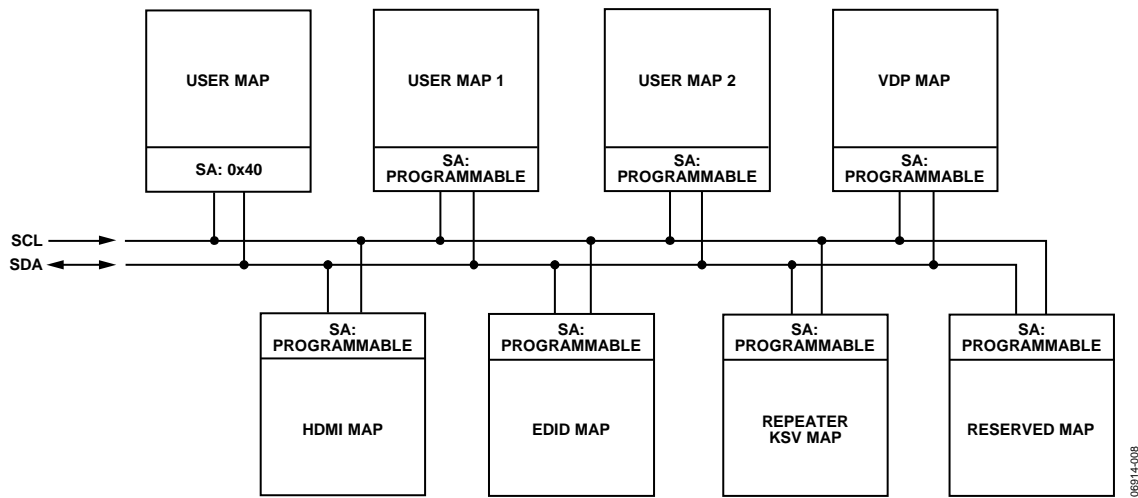 USER MAP
SA: 0x40
USER MAP 1
SA:
PROGRAMMABLE
USER MAP 2
SA:
PROGRAMMABLE
VDP MAP
SA:
PROGRAMMABLE
SCL
SDA
SA:
PROGRAMMABLE
HDMI MAP
SA:
PROGRAMMABLE
EDID MAP
SA:
PROGRAMMABLE
REPEATER
KSV MAP
SA:
PROGRAMMABLE
RESERVED MAP
06914-008